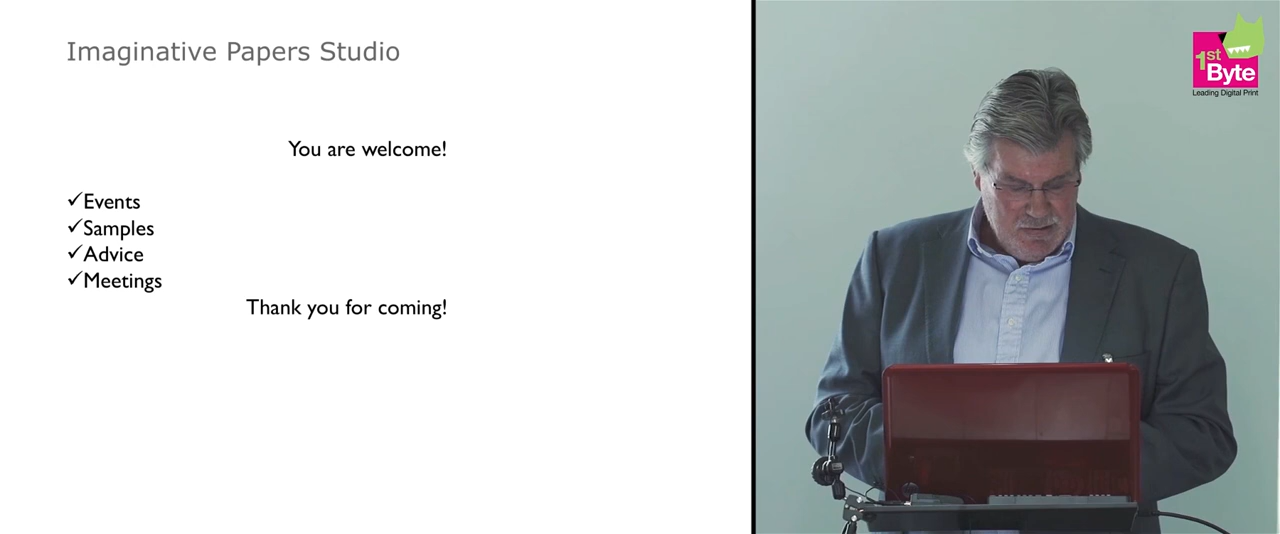 Imaginative Papers Studio
You are welcome!
✓Events
✓Samples
✓Advice
✓Meetings
Thank you for coming!
1st
Byte
Leading Digital Print